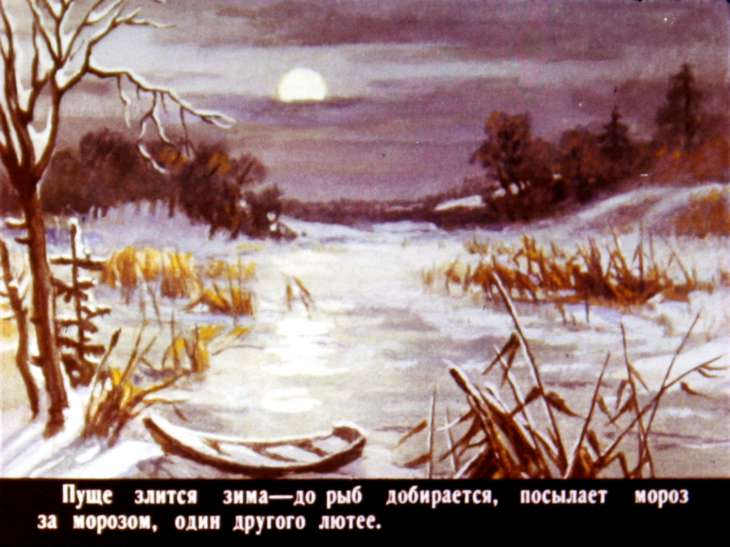 Пуще злится зима—до рыб добирается, посылает мороз
за морозом, один другого лютее.